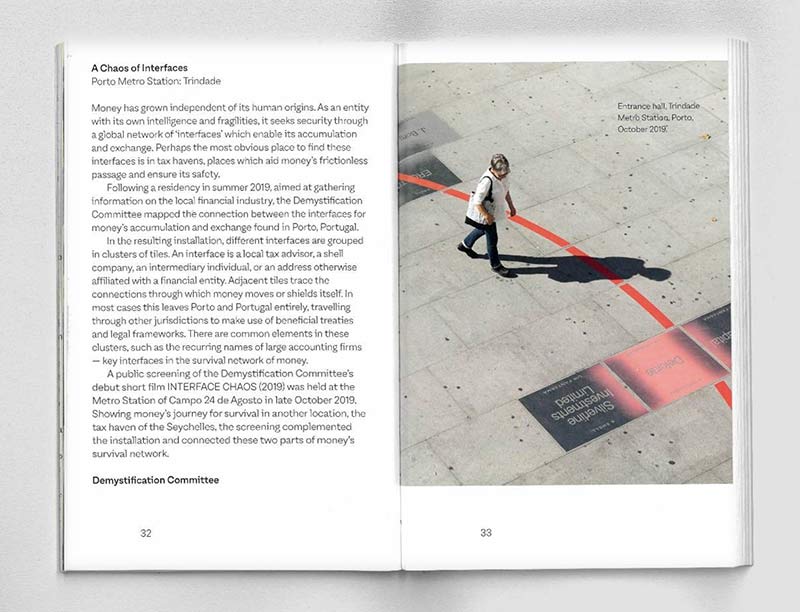 A Chaos of Interfaces
Porto Metro Station: Trindade
Money has grown independent of its human origins. As an entity
with its own intelligence and fragilities, it seeks security through
a global network of ‘interfaces’ which enable its accumulation
and exchange. Perhaps the most obvious place to find these
interfaces is in tax havens, places which aid money’s frictionless
passage and ensure its safety.
Following a residency in summer 2019, aimed at gathering
information on the local financial industry, the Demystification
Committee mapped the connection between the interfaces for
money’s accumulation and exchange found in Porto, Portugal.
In the resulting installation, different interfaces are grouped
in clusters of tiles. An interface is a local tax advisor, a shell
company, an intermediary individual, or an address otherwise
affiliated with a financial entity. Adjacent tiles trace the
connections through which money moves or shields itself. In
most cases this leaves Porto and Portugal entirely, travelling
through other jurisdictions to make use of beneficial treaties
and legal frameworks. There are common elements in these
clusters, such as the recurring names of large accounting firms
— key interfaces in the survival network of money.
A public screening of the Demystification Committee’s
debut short film INTERFACE CHAOS (2019) was held at the
Metro Station of Campo 24 de Agosto in late October 2019.
Showing money’s journey for survival in another location, the
tax haven of the Seychelles, the screening complemented
the installation and connected these two parts of money’s
survival network.
Demystification Committee
32
Entrance hall, Trindade
Metro Station, Porto,
October 2019.
Silverline
Investments
Limited
Deloitte
33